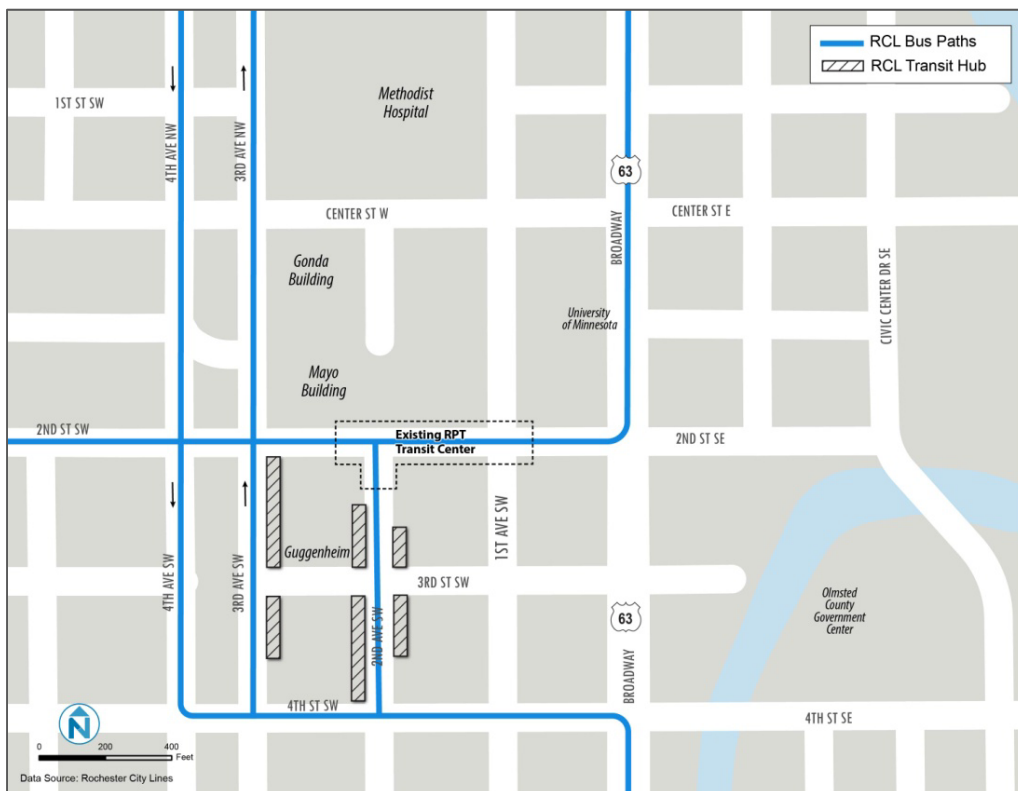 RCL Bus Paths
RCL Transit Hub
1ST ST SW
4TH AVE NW
3RD AVE NW
Methodist
Hospital
63
BROADWAY
CENTER ST W
CENTER ST E
CIVIC CENTER DR SE
Gonda
Building
University
of Minnesota
Mayo
Building
2ND ST SW
Existing RPT
Transit Center
2ND ST SE
4TH AVE SW
3RD AVE SW
Guggenheim
2ND AVE SW
1ST AVE SW
3RD ST SW
63
BROADWAY
Olmsted
County
Government
Center
4TH ST SW
4TH ST SE
N
0 200 400
Feet
Data Source: Rochester City Lines